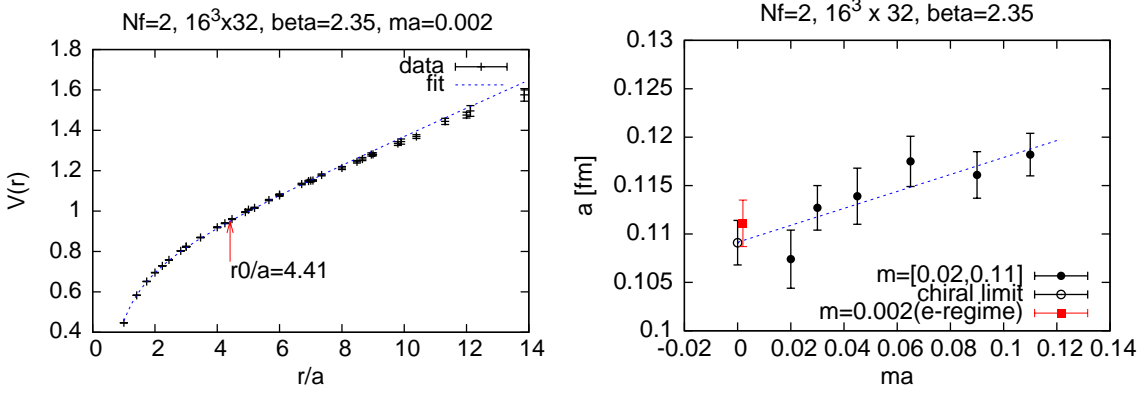 Nf=2, 16^3x32, beta=2.35, ma=0.002
V(r)
1.8
1.6
1.4
1.2
1
0.8
0.6
0.4
data
fit
r0/a=4.41
0 2 4 6 8 10 12 14
r/a
Nf=2, 16^3 x 32, beta=2.35
a [fm]
0.13
0.125
0.12
0.115
0.11
0.105
0.1
m=[0.02,0.11]
chiral limit
m=0.002(e-regime)
-0.02 0 0.02 0.04 0.06 0.08 0.1 0.12 0.14
ma